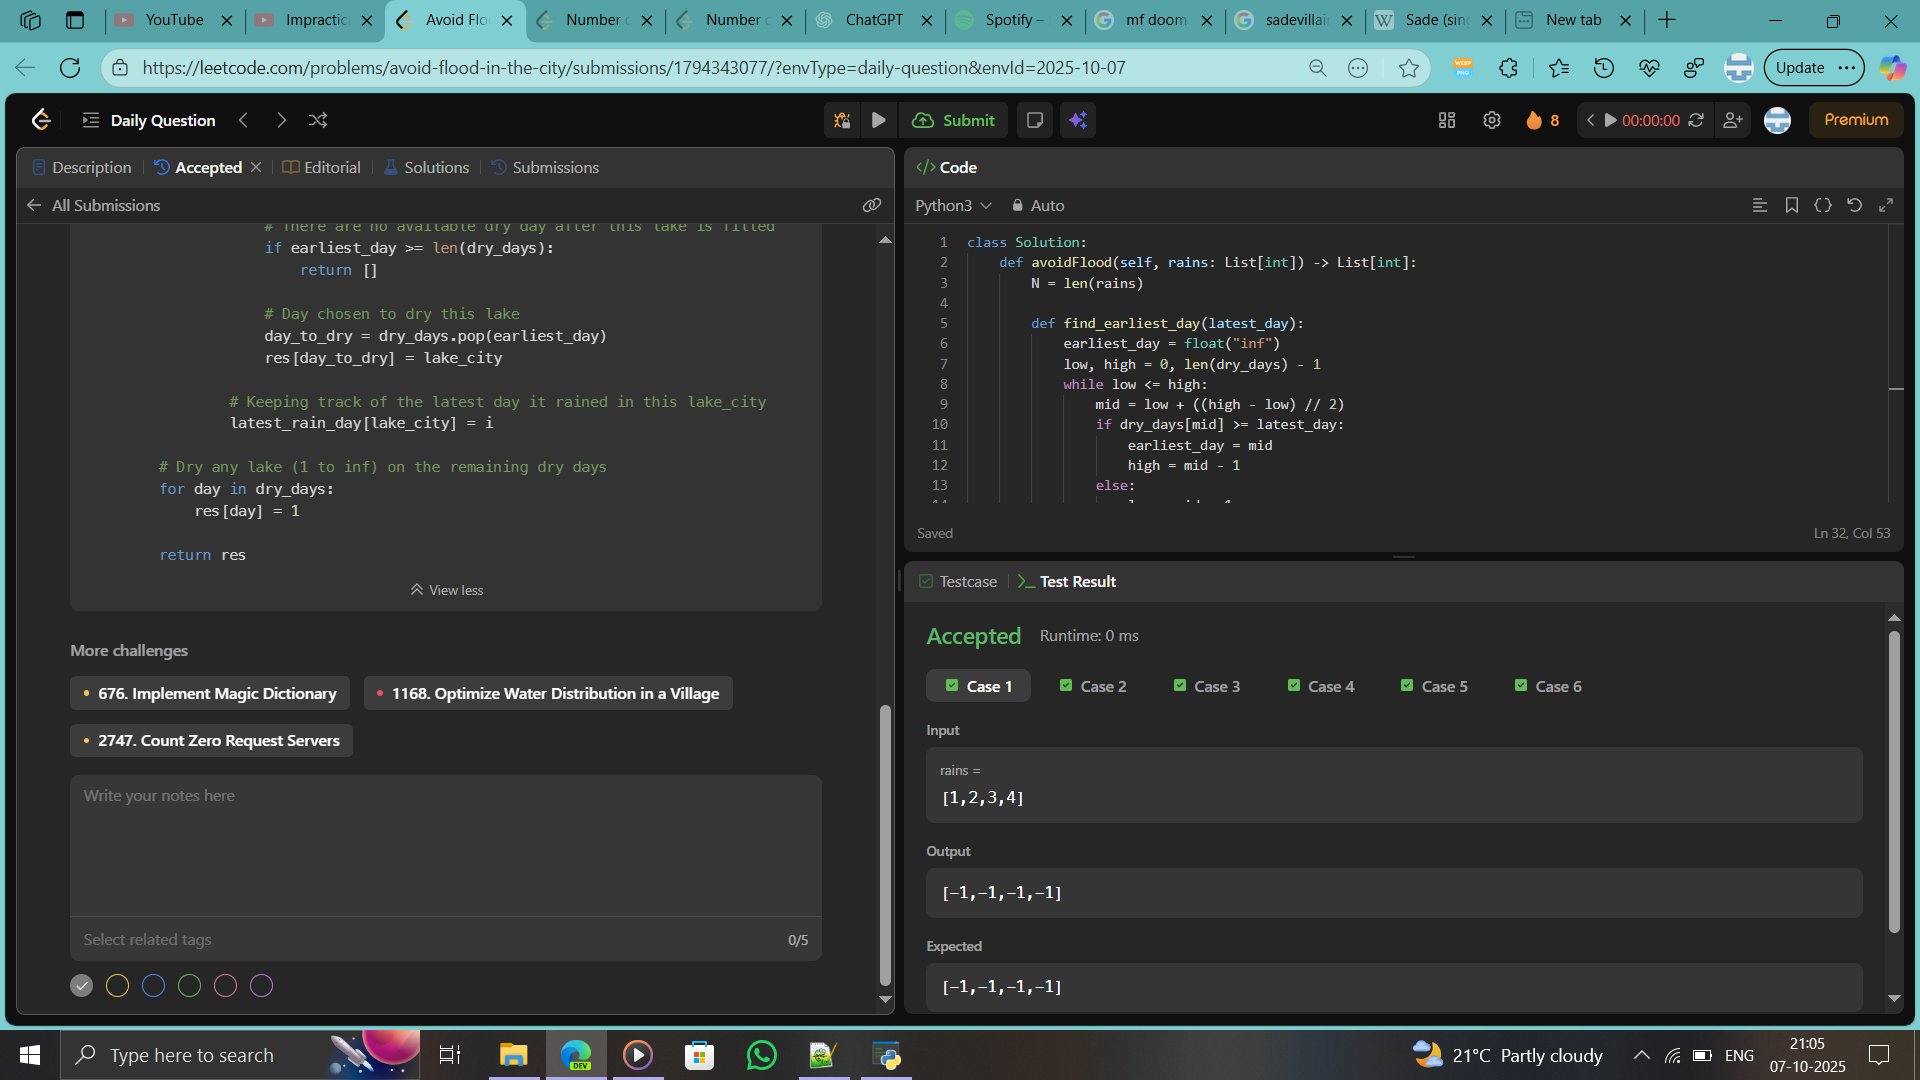 YouTube
Impractic
Avoid Flo
Number o
Number o
ChatGPT
Spotify –
mf doom
sadevillai
Sade (sing
New tab
https://leetcode.com/problems/avoid-flood-in-the-city/submissions/1794343077/?envType=daily-question&envId=2025-10-07
Update
Daily Question
Submit
8
00:00:00
Premium
Description
Accepted
Editorial
Solutions
Submissions
All Submissions
# There are no available dry day after this lake is filled
if earliest_day >= len(dry_days):
return []
# Day chosen to dry this lake
day_to_dry = dry_days.pop(earliest_day)
res[day_to_dry] = lake_city
# Keeping track of the latest day it rained in this lake_city
latest_rain_day[lake_city] = i
# Dry any lake (1 to inf) on the remaining dry days
for day in dry_days:
res[day] = 1
return res
View less
More challenges
676. Implement Magic Dictionary
1168. Optimize Water Distribution in a Village
2747. Count Zero Request Servers
Write your notes here
Select related tags
0/5
</> Code
Python3
Auto
1 class Solution:
2 def avoidFlood(self, rains: List[int]) -> List[int]:
3 N = len(rains)
4
5 def find_earliest_day(latest_day):
6 earliest_day = float("inf")
7 low, high = 0, len(dry_days) - 1
8 while low <= high:
9 mid = low + ((high - low) // 2)
10 if dry_days[mid] >= latest_day:
11 earliest_day = mid
12 high = mid - 1
13 else:
Saved
Ln 32, Col 53
Testcase
Test Result
Accepted
Runtime: 0 ms
Case 1
Case 2
Case 3
Case 4
Case 5
Case 6
Input
rains =
[1,2,3,4]
Output
[-1,-1,-1,-1]
Expected
[-1,-1,-1,-1]
Type here to search
DEV
21°C Partly cloudy
ENG
21:05
07-10-2025